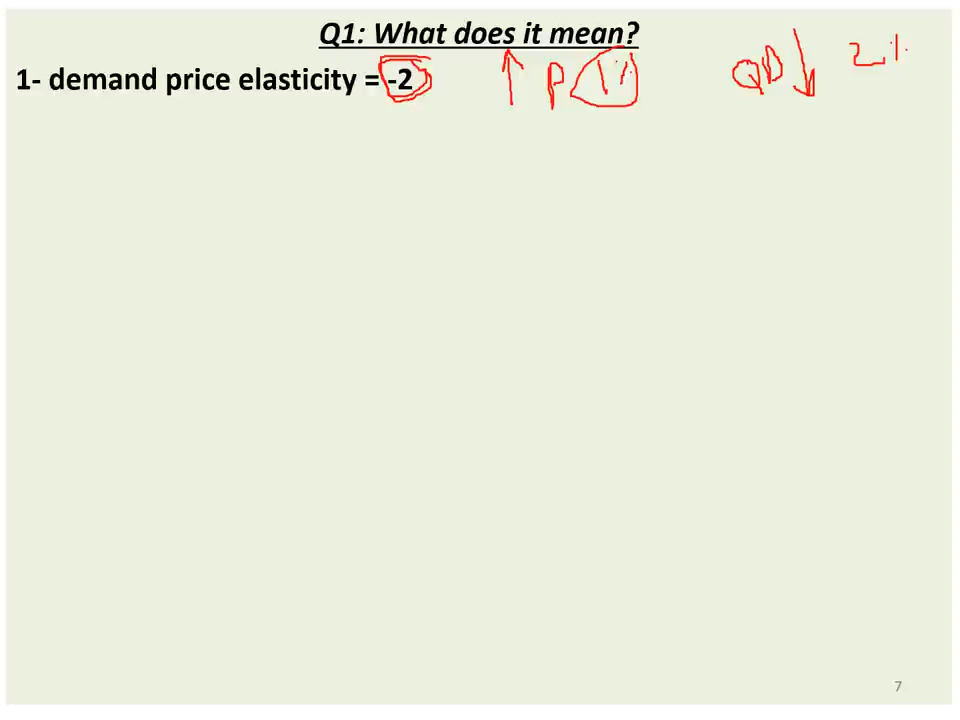 Q1: What does it mean?
1- demand price elasticity = -2 ↑ P 1% QD ↓ 2%
7